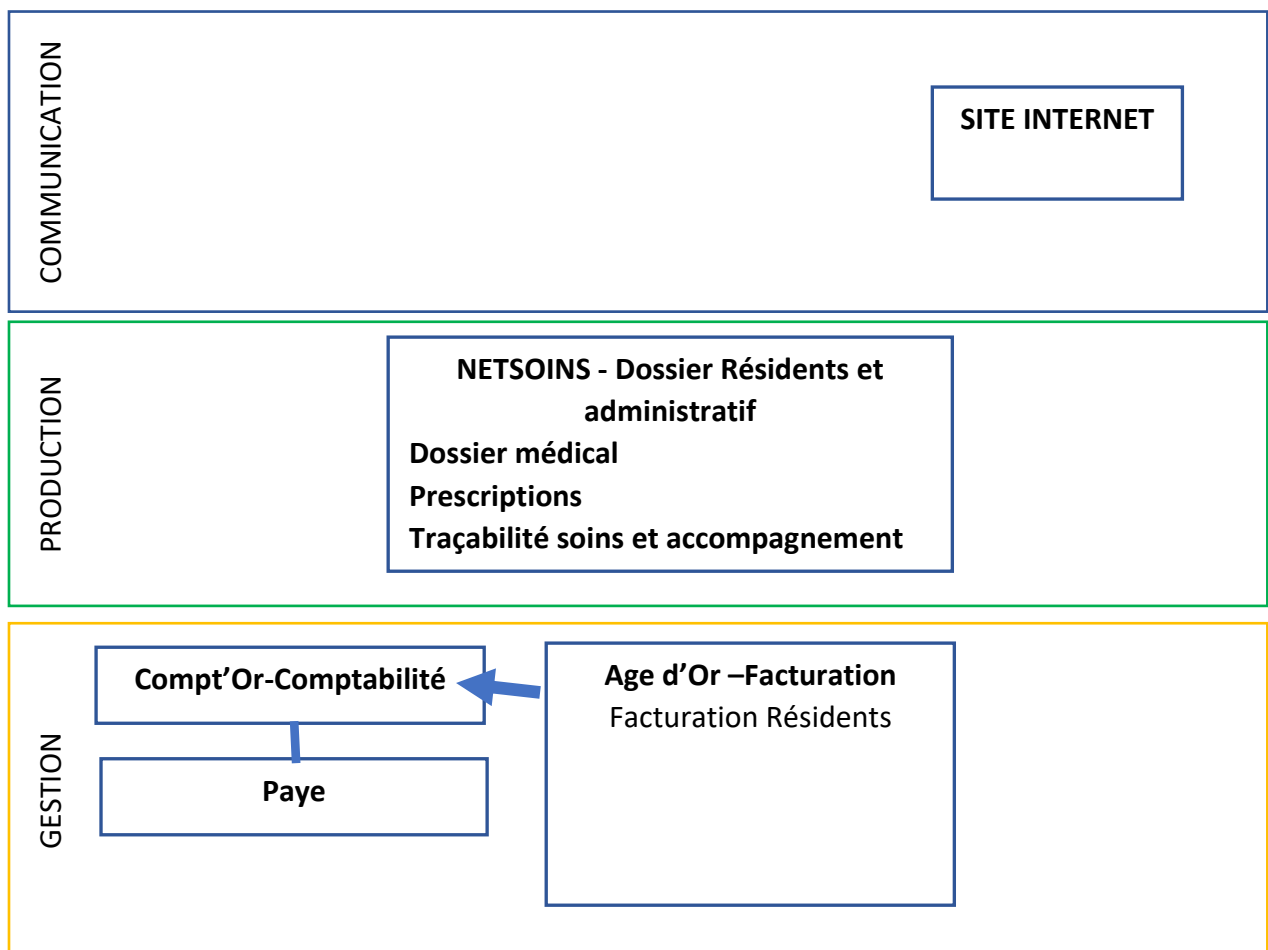 COMMUNICATION
SITE INTERNET
PRODUCTION
NETSOINS - Dossier Résidents et
administratif
Dossier médical
Prescriptions
Traçabilité soins et accompagnement
GESTION
Compt’Or-Comptabilité
Paye
Age d’Or –Facturation
Facturation Résidents